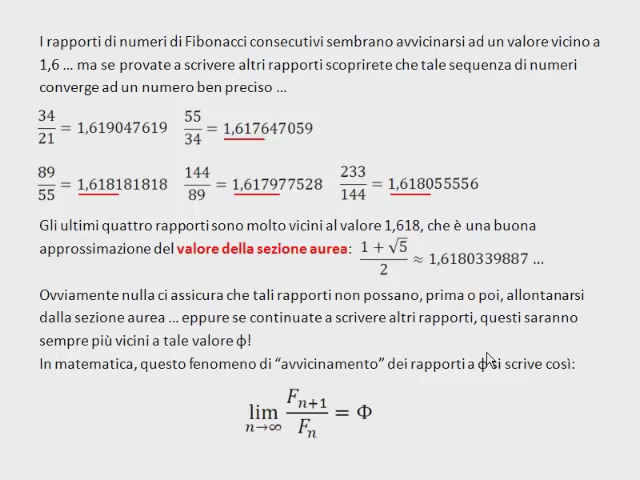 I rapporti di numeri di Fibonacci consecutivi sembrano avvicinarsi ad un valore vicino a
1,6 ... ma se provate a scrivere altri rapporti scoprirete che tale sequenza di numeri
converge ad un numero ben preciso ...
34/21 = 1,619047619 55/34 = 1,617647059
89/55 = 1,618181818 144/89 = 1,617977528 233/144 = 1,618055556
Gli ultimi quattro rapporti sono molto vicini al valore 1,618, che è una buona
approssimazione del valore della sezione aurea: (1 + √5)/2 ≈ 1,6180339887 ...
Ovviamente nulla ci assicura che tali rapporti non possano, prima o poi, allontanarsi
dalla sezione aurea ... eppure se continuate a scrivere altri rapporti, questi saranno
sempre più vicini a tale valore ϕ!
In matematica, questo fenomeno di “avvicinamento” dei rapporti a ϕ si scrive così:
lim n→∞ Fn+1/Fn = Φ